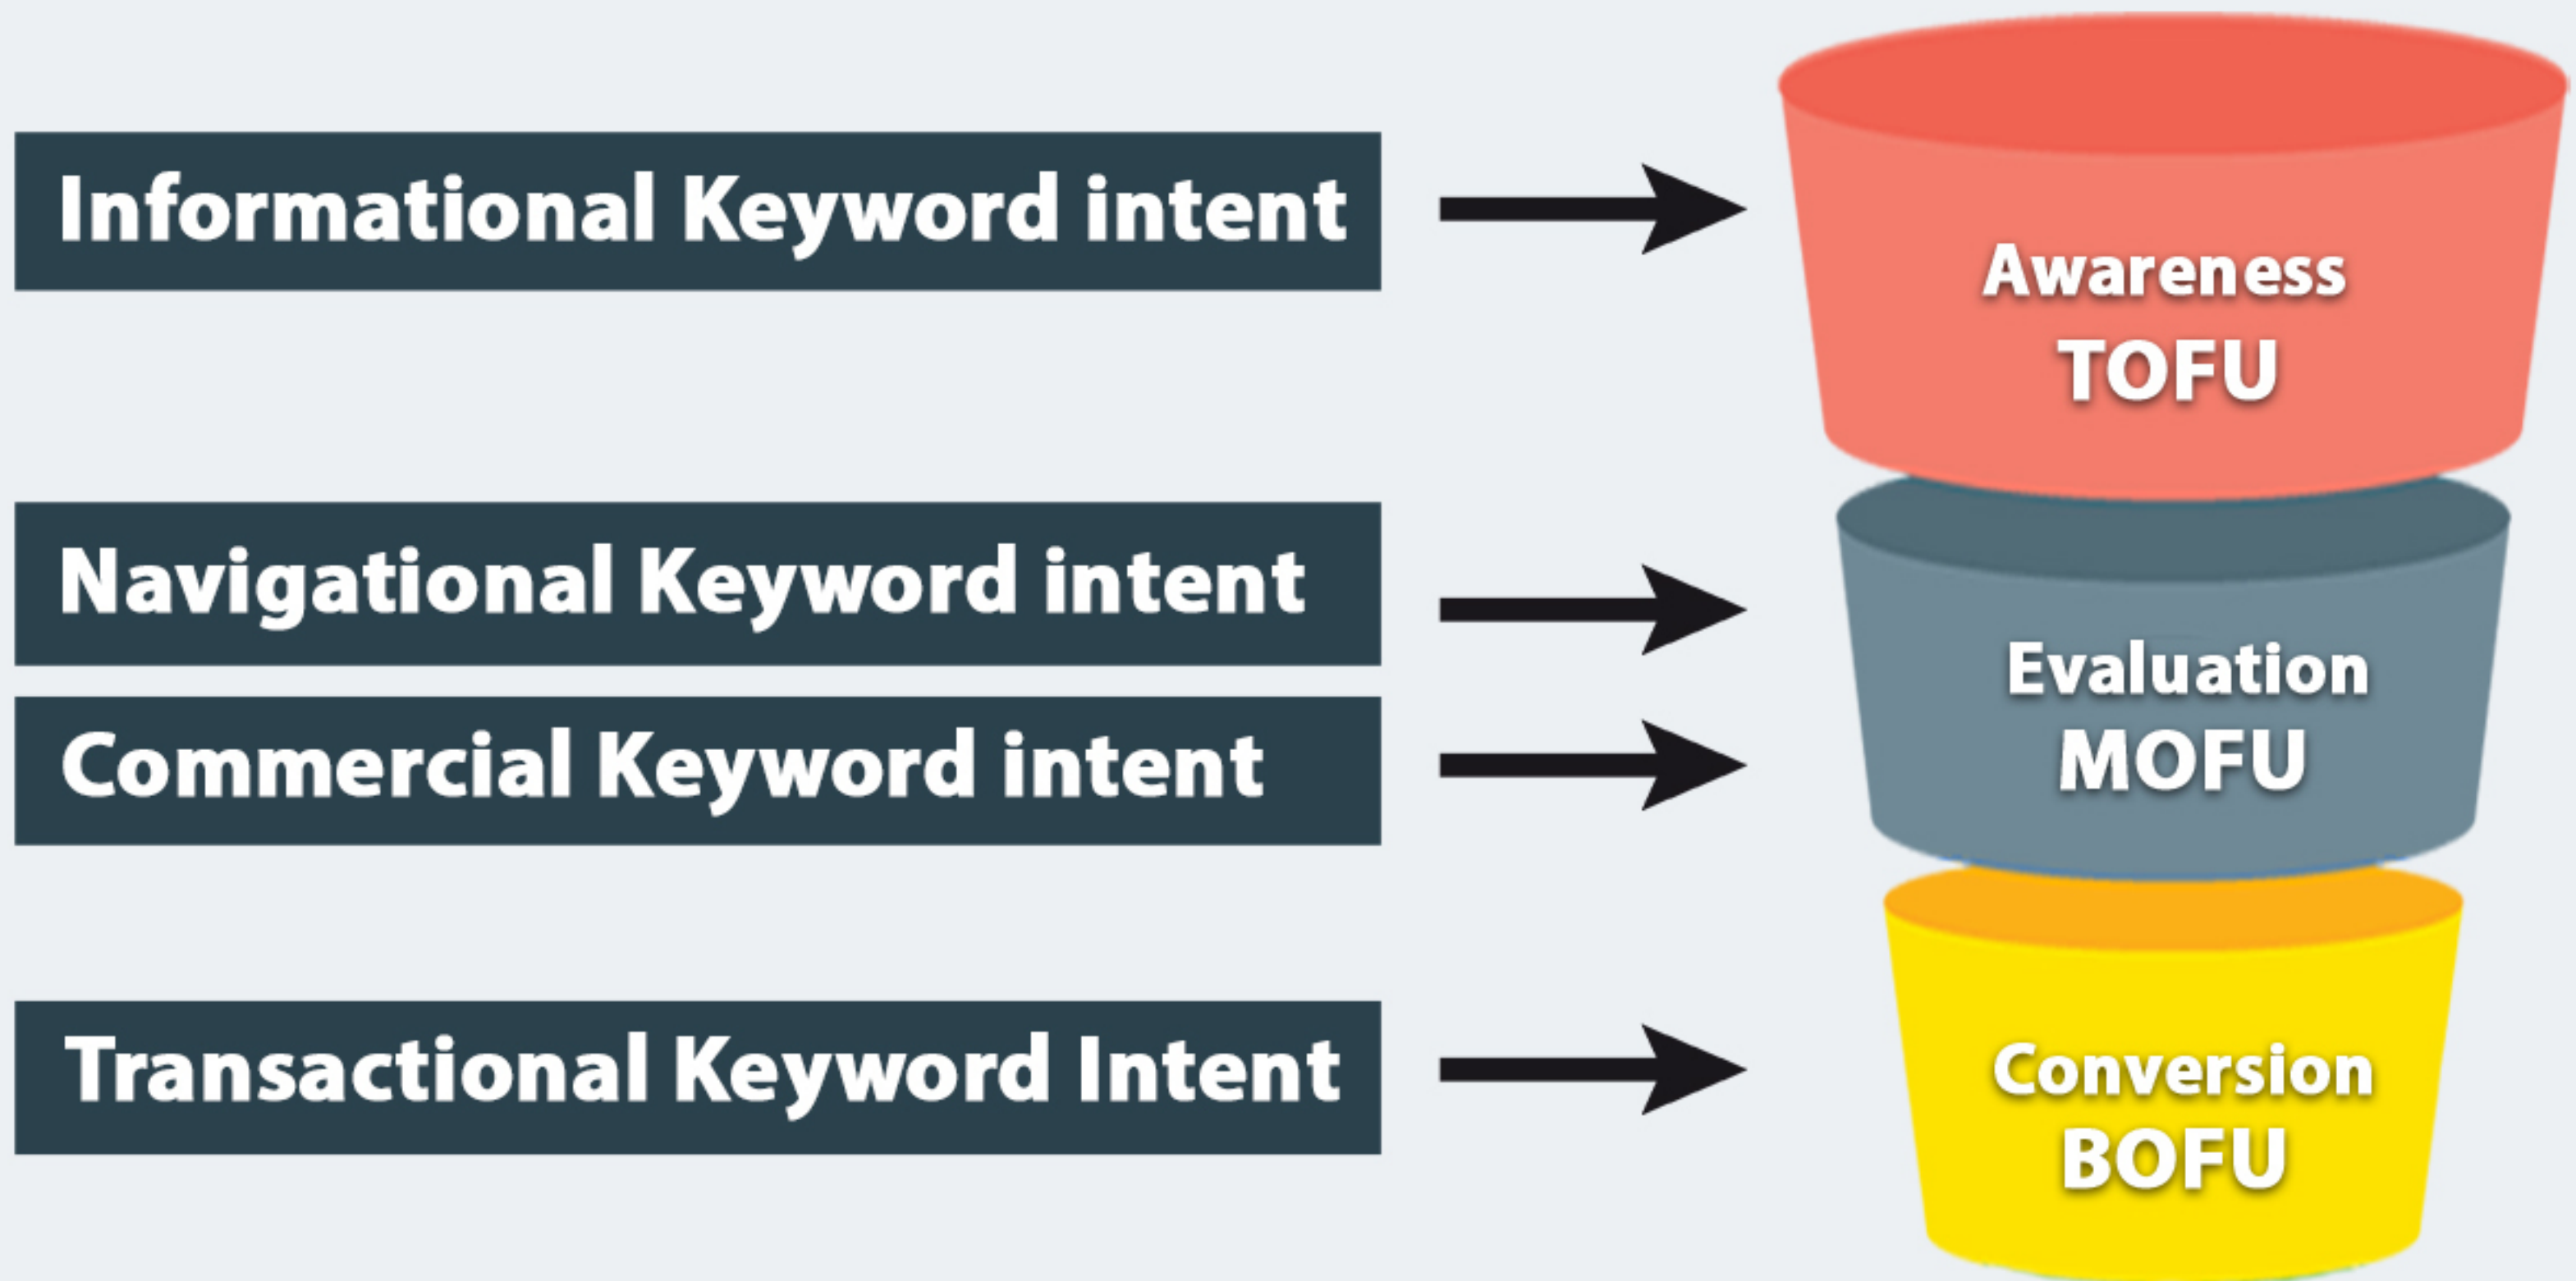 Informational Keyword intent
Awareness
TOFU
Navigational Keyword intent
Commercial Keyword intent
Evaluation
MOFU
Transactional Keyword Intent
Conversion
BOFU